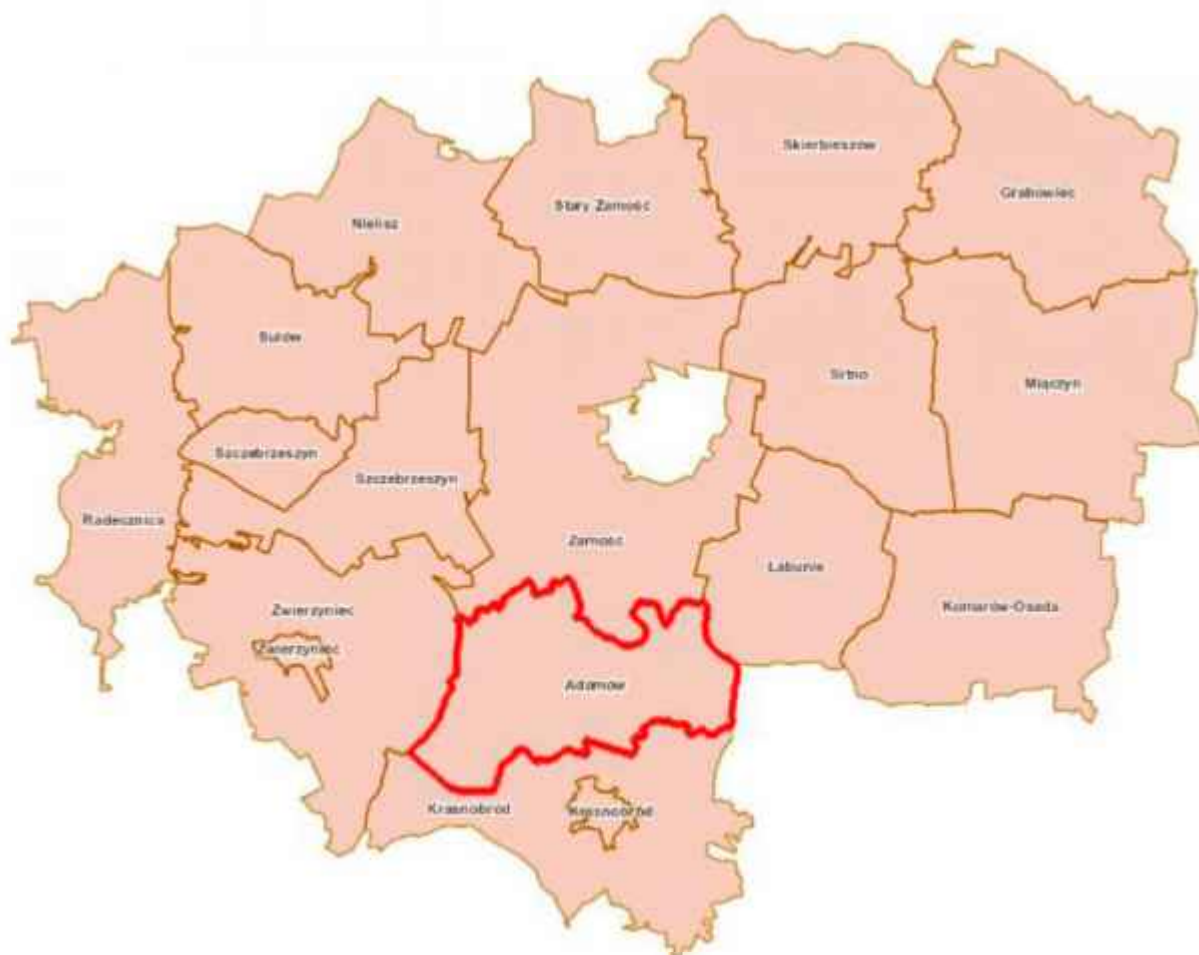 Skierbieszów
Grabowiec
Stary Zamość
Nielisz
Sułów
Sitno
Miączyn
Szczebrzeszyn
Szczebrzeszyn
Radecznica
Zamość
Łabunie
Komarów-Osada
Zwierzyniec
Zwierzyniec
Adamów
Krasnobród
Krasnobród